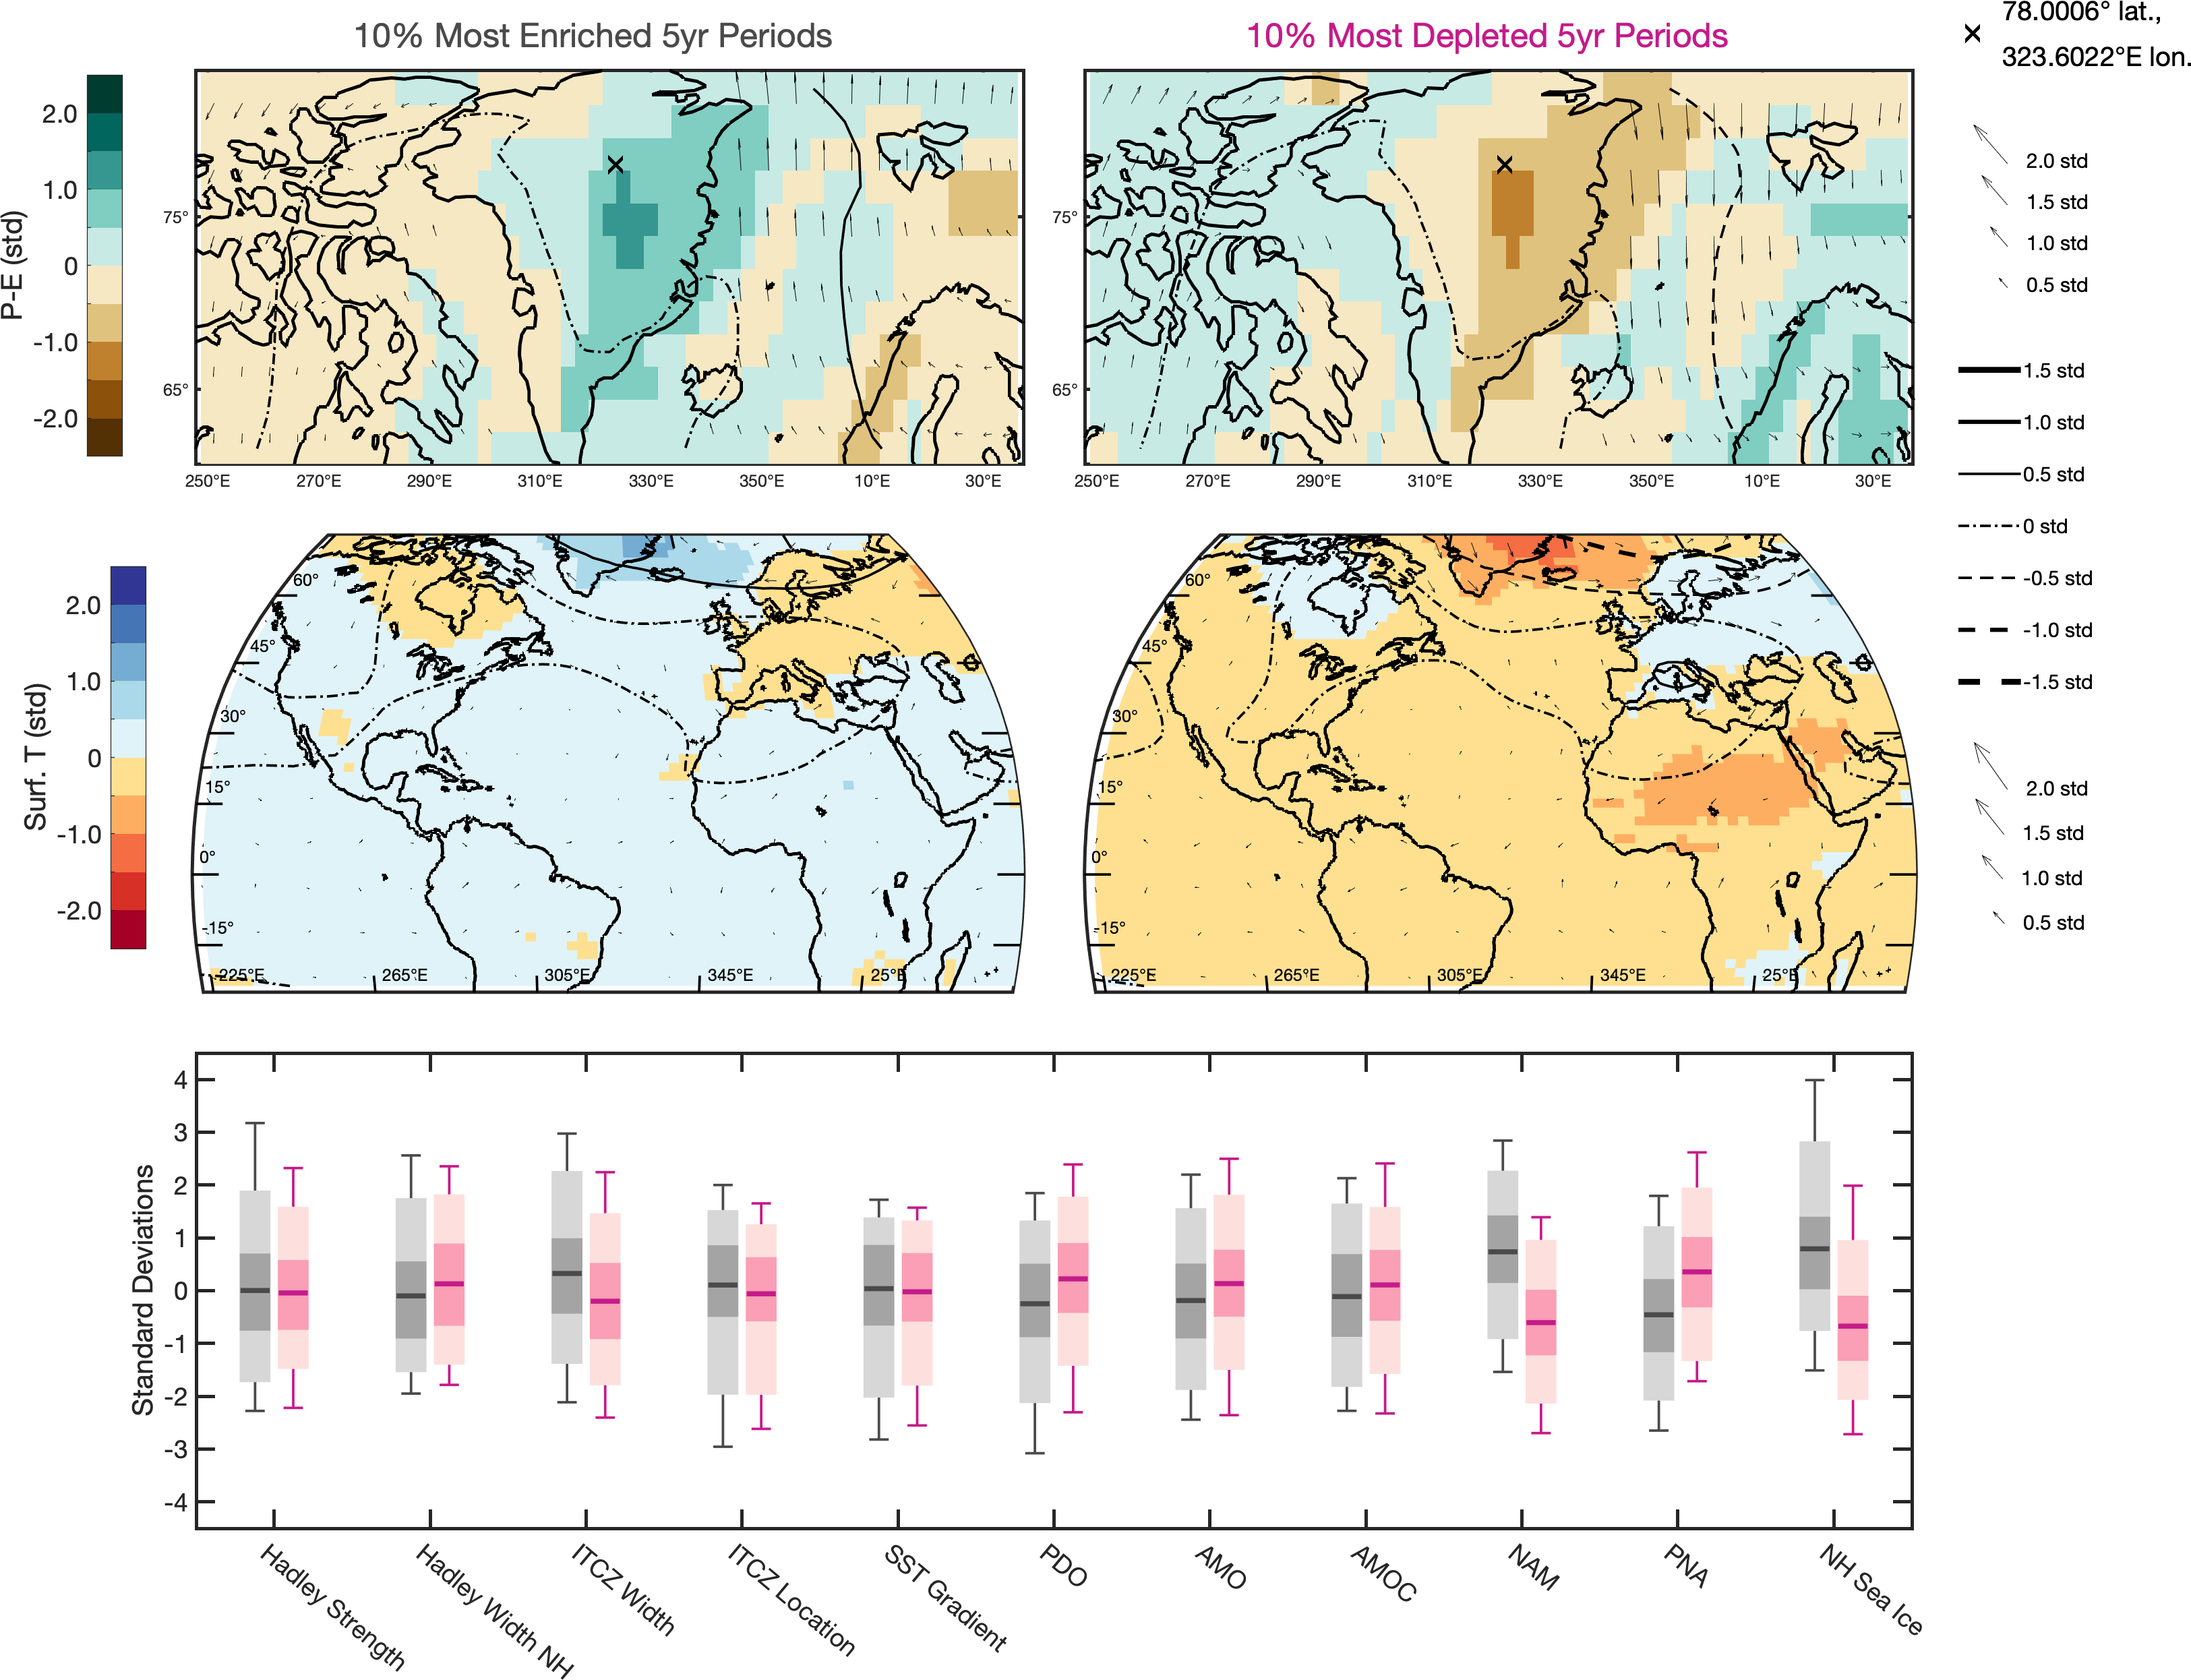 10% Most Enriched 5yr Periods
10% Most Depleted 5yr Periods
78.0006° lat.,
323.6022°E lon.
P-E (std)
2.0
1.0
0
-1.0
-2.0
75°
65°
250°E
270°E
290°E
310°E
330°E
350°E
10°E
30°E
75°
65°
250°E
270°E
290°E
310°E
330°E
350°E
10°E
30°E
2.0 std
1.5 std
1.0 std
0.5 std
1.5 std
1.0 std
0.5 std
0 std
-0.5 std
-1.0 std
-1.5 std
Surf. T (std)
2.0
1.0
0
-1.0
-2.0
60°
45°
30°
15°
0°
-15°
225°E
265°E
305°E
345°E
25°E
60°
45°
30°
15°
0°
-15°
225°E
265°E
305°E
345°E
25°E
2.0 std
1.5 std
1.0 std
0.5 std
Standard Deviations
4
3
2
1
0
-1
-2
-3
-4
Hadley Strength
Hadley Width NH
ITCZ Width
ITCZ Location
SST Gradient
PDO
AMO
AMOC
NAM
PNA
NH Sea Ice